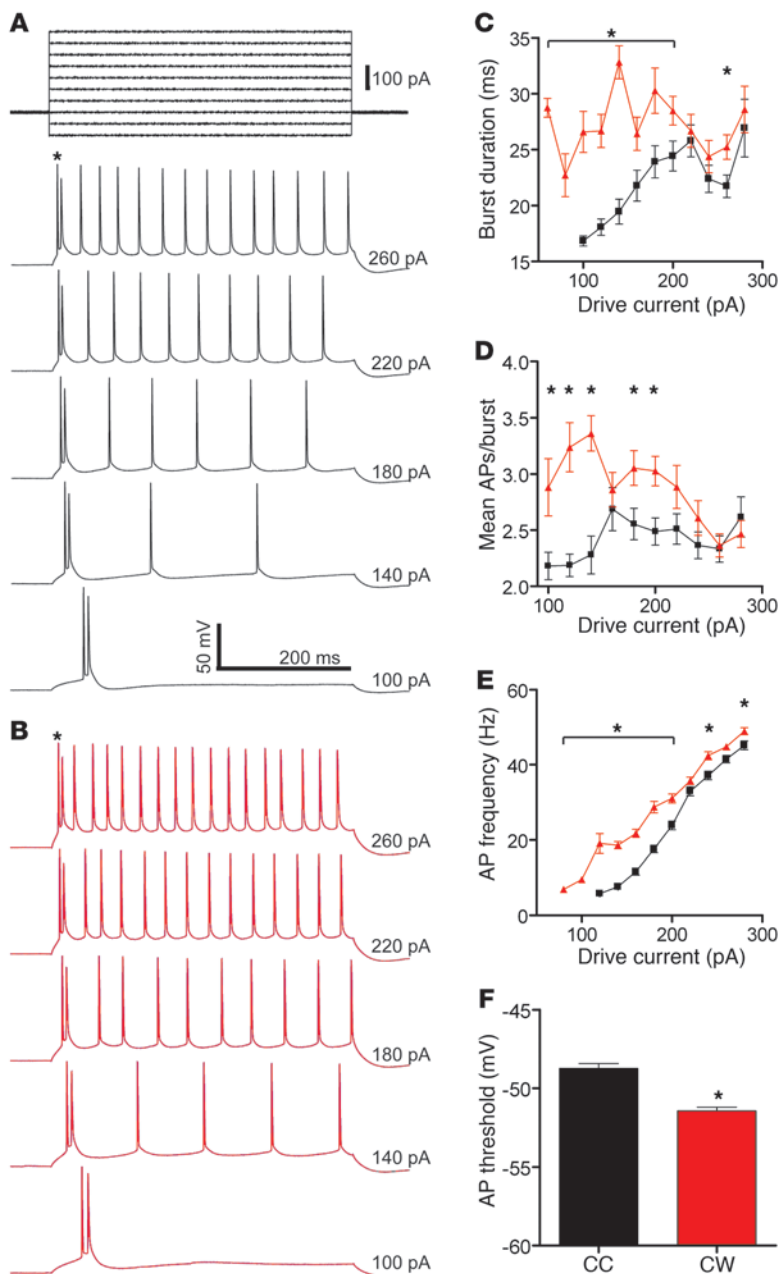 A
100 pA
*
260 pA
220 pA
180 pA
140 pA
50 mV
200 ms
100 pA
B
*
260 pA
220 pA
180 pA
140 pA
100 pA
C
Burst duration (ms)
35
30
25
20
15
*
*
100
200
300
Drive current (pA)
D
Mean APs/burst
4.0
3.5
3.0
2.5
2.0
* * * * *
100
200
300
Drive current (pA)
E
AP frequency (Hz)
60
40
20
0
*
*
*
100
200
300
Drive current (pA)
F
AP threshold (mV)
-45
-50
-55
-60
*
CC
CW